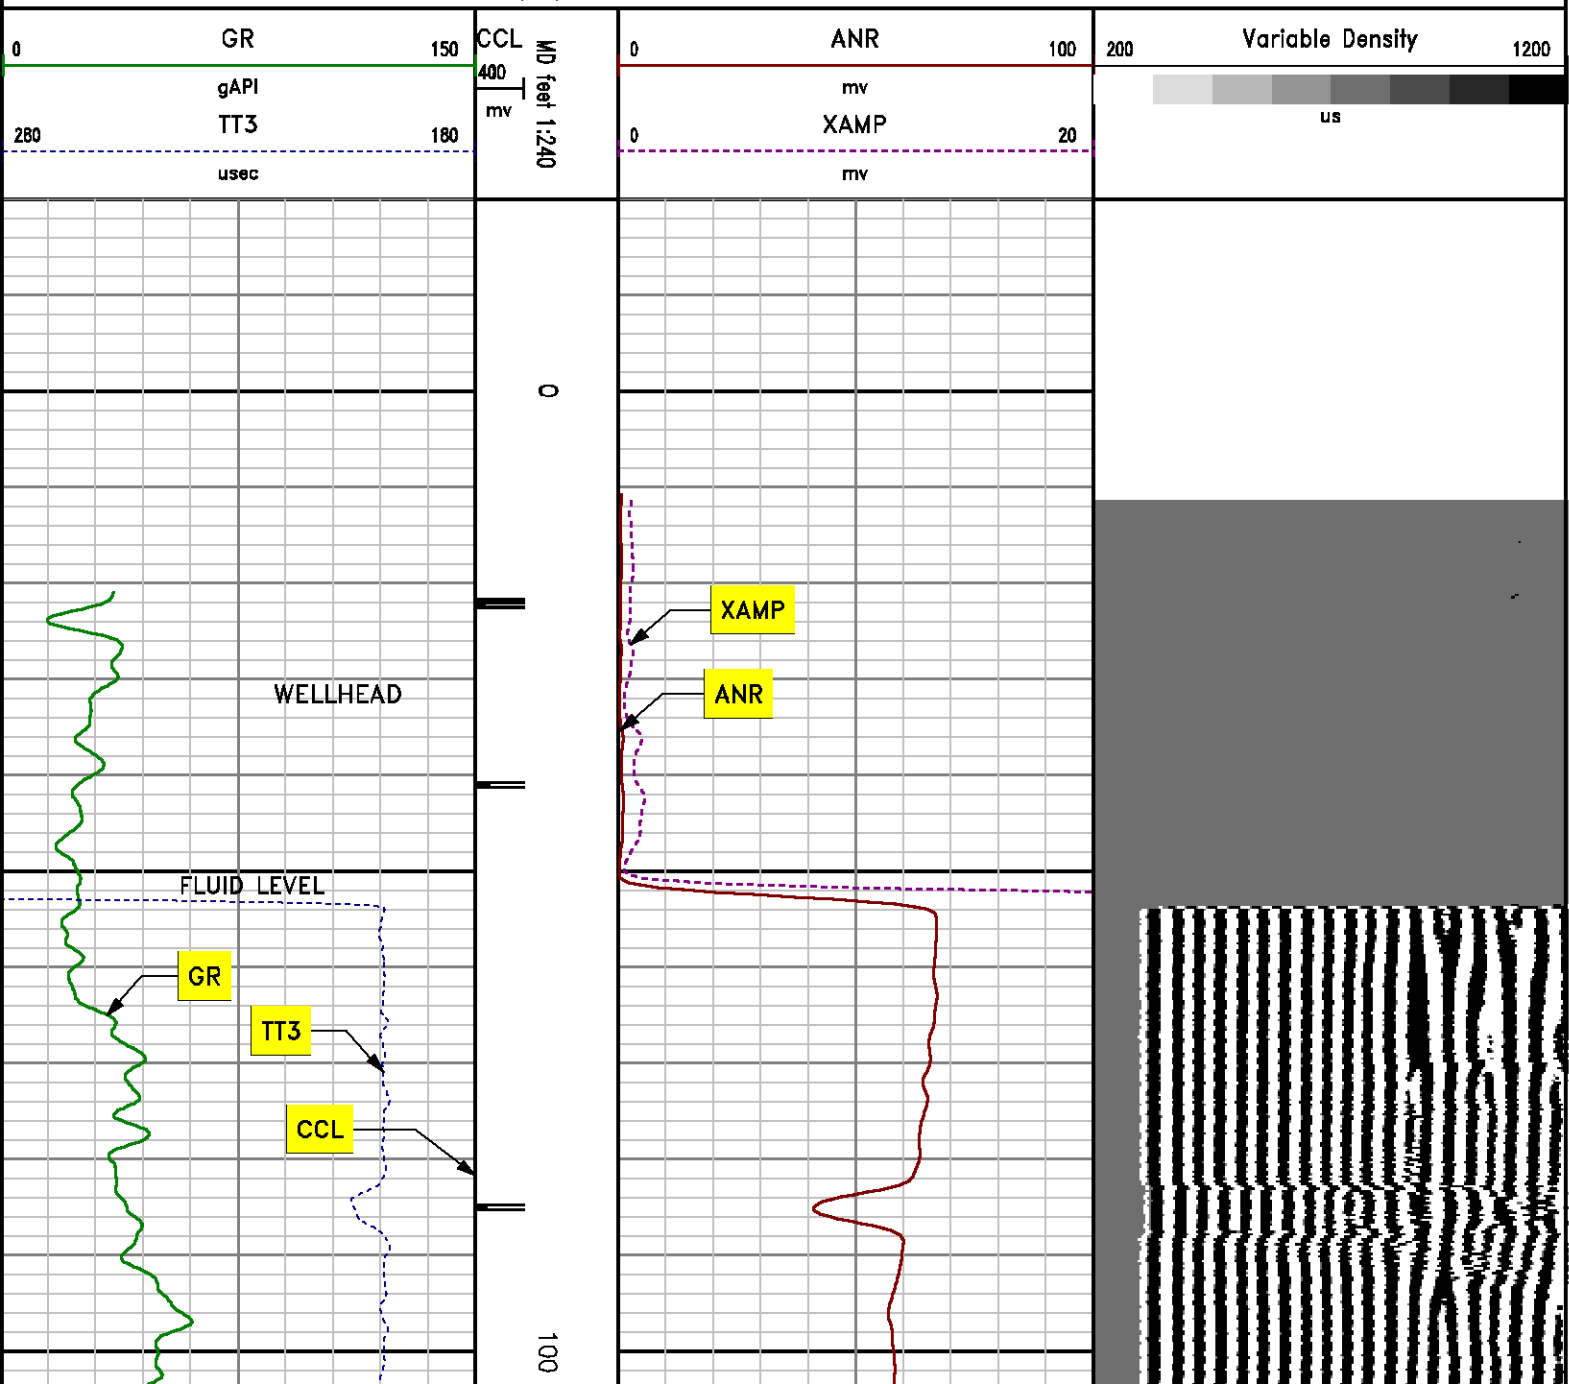 0 GR 150
gAPI
280 TT3 180
usec
CCL
400
mv
MD feet 1:240
0 ANR 100
mv
0 XAMP 20
mv
200 Variable Density 1200
us
0
XAMP
WELLHEAD
ANR
FLUID LEVEL
GR
TT3
CCL
100